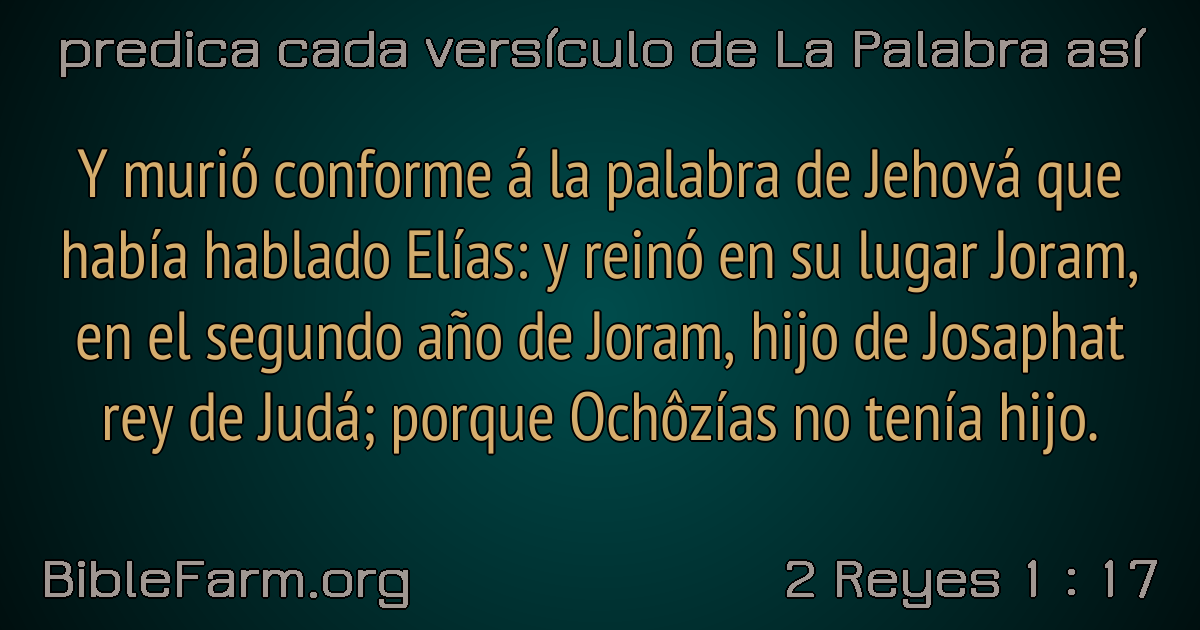 predica cada versículo de La Palabra así
Y murió conforme á la palabra de Jehová que
había hablado Elías: y reinó en su lugar Joram,
en el segundo año de Joram, hijo de Josaphat
rey de Judá; porque Ochôzías no tenía hijo.
BibleFarm.org
2 Reyes 1 : 17